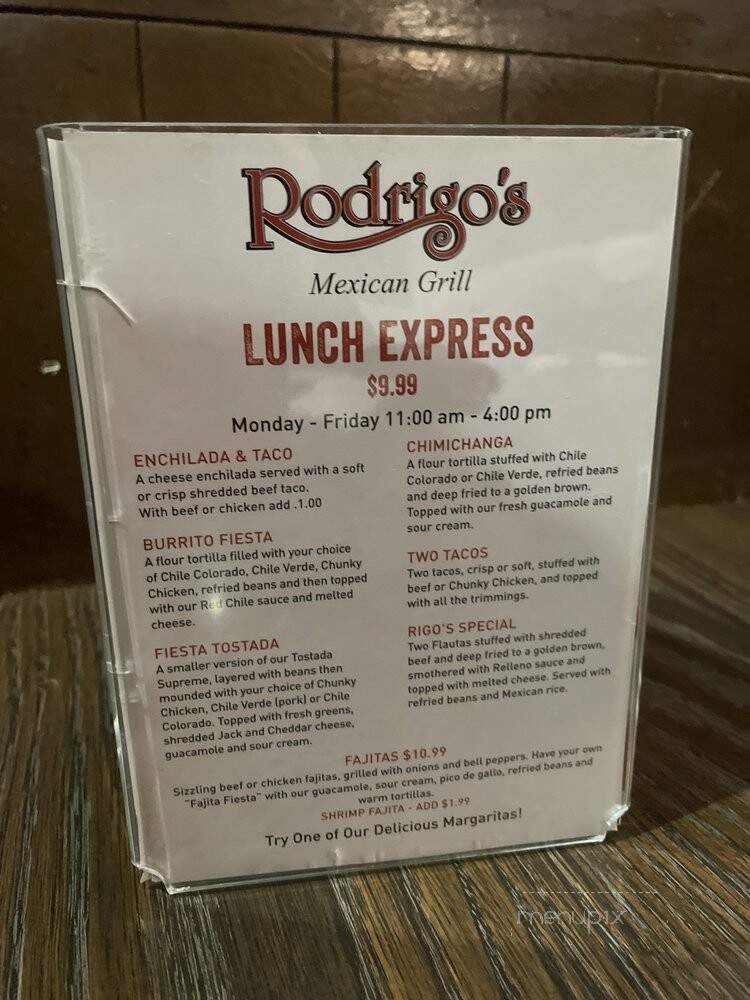 Rodrigo's
Mexican Grill
LUNCH EXPRESS
$9.99
Monday - Friday 11:00 am - 4:00 pm
ENCHILADA & TACO
A cheese enchilada served with a soft
or crisp shredded beef taco.
With beef or chicken add .1.00
BURRITO FIESTA
A flour tortilla filled with your choice
of Chile Colorado, Chile Verde, Chunky
Chicken, refried beans and then topped
with our Red Chile sauce and melted
cheese.
FIESTA TOSTADA
A smaller version of our Tostada
Supreme, layered with beans then
mounded with your choice of Chunky
Chicken, Chile Verde (pork) or Chile
Colorado. Topped with fresh greens,
shredded Jack and Cheddar cheese,
guacamole and sour cream.
CHIMICHANGA
A flour tortilla stuffed with Chile
Colorado or Chile Verde, refried beans
and deep fried to a golden brown.
Topped with our fresh guacamole and
sour cream.
TWO TACOS
Two tacos, crisp or soft, stuffed with
beef or Chunky Chicken, and topped
with all the trimmings.
RIGO'S SPECIAL
Two Flautas stuffed with shredded
beef and deep fried to a golden brown,
smothered with Relleno sauce and
topped with melted cheese. Served with
refried beans and Mexican rice.
FAJITAS $10.99
Sizzling beef or chicken fajitas, grilled with onions and bell peppers. Have your own
"Fajita Fiesta" with our guacamole, sour cream, pico de gallo, refried beans and
warm tortillas.
SHRIMP FAJITA - ADD $1.99
Try One of Our Delicious Margaritas!
menupix